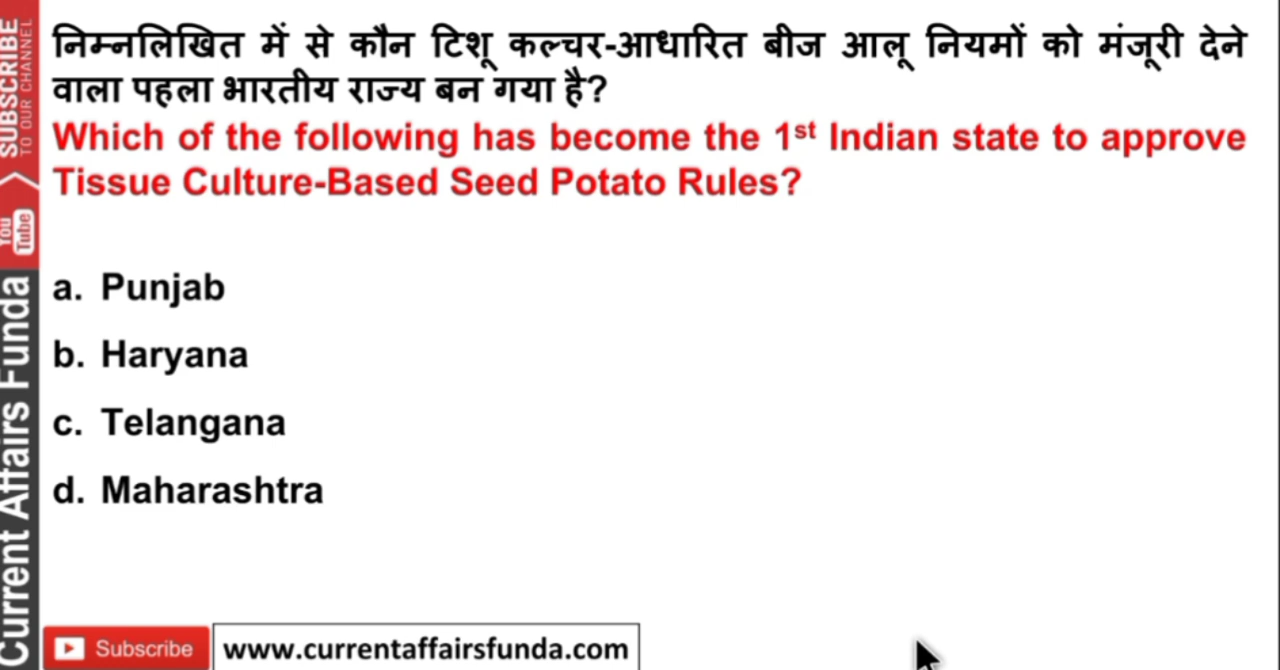 निम्नलिखित में से कौन टिशू कल्चर-आधारित बीज आलू नियमों को मंजूरी देने
वाला पहला भारतीय राज्य बन गया है?
Which of the following has become the 1st Indian state to approve
Tissue Culture-Based Seed Potato Rules?
a. Punjab
b. Haryana
c. Telangana
d. Maharashtra
SUBSCRIBE
TO OUR CHANNEL
You
Tube
Current Affairs Funda
Subscribe
www.currentaffairsfunda.com